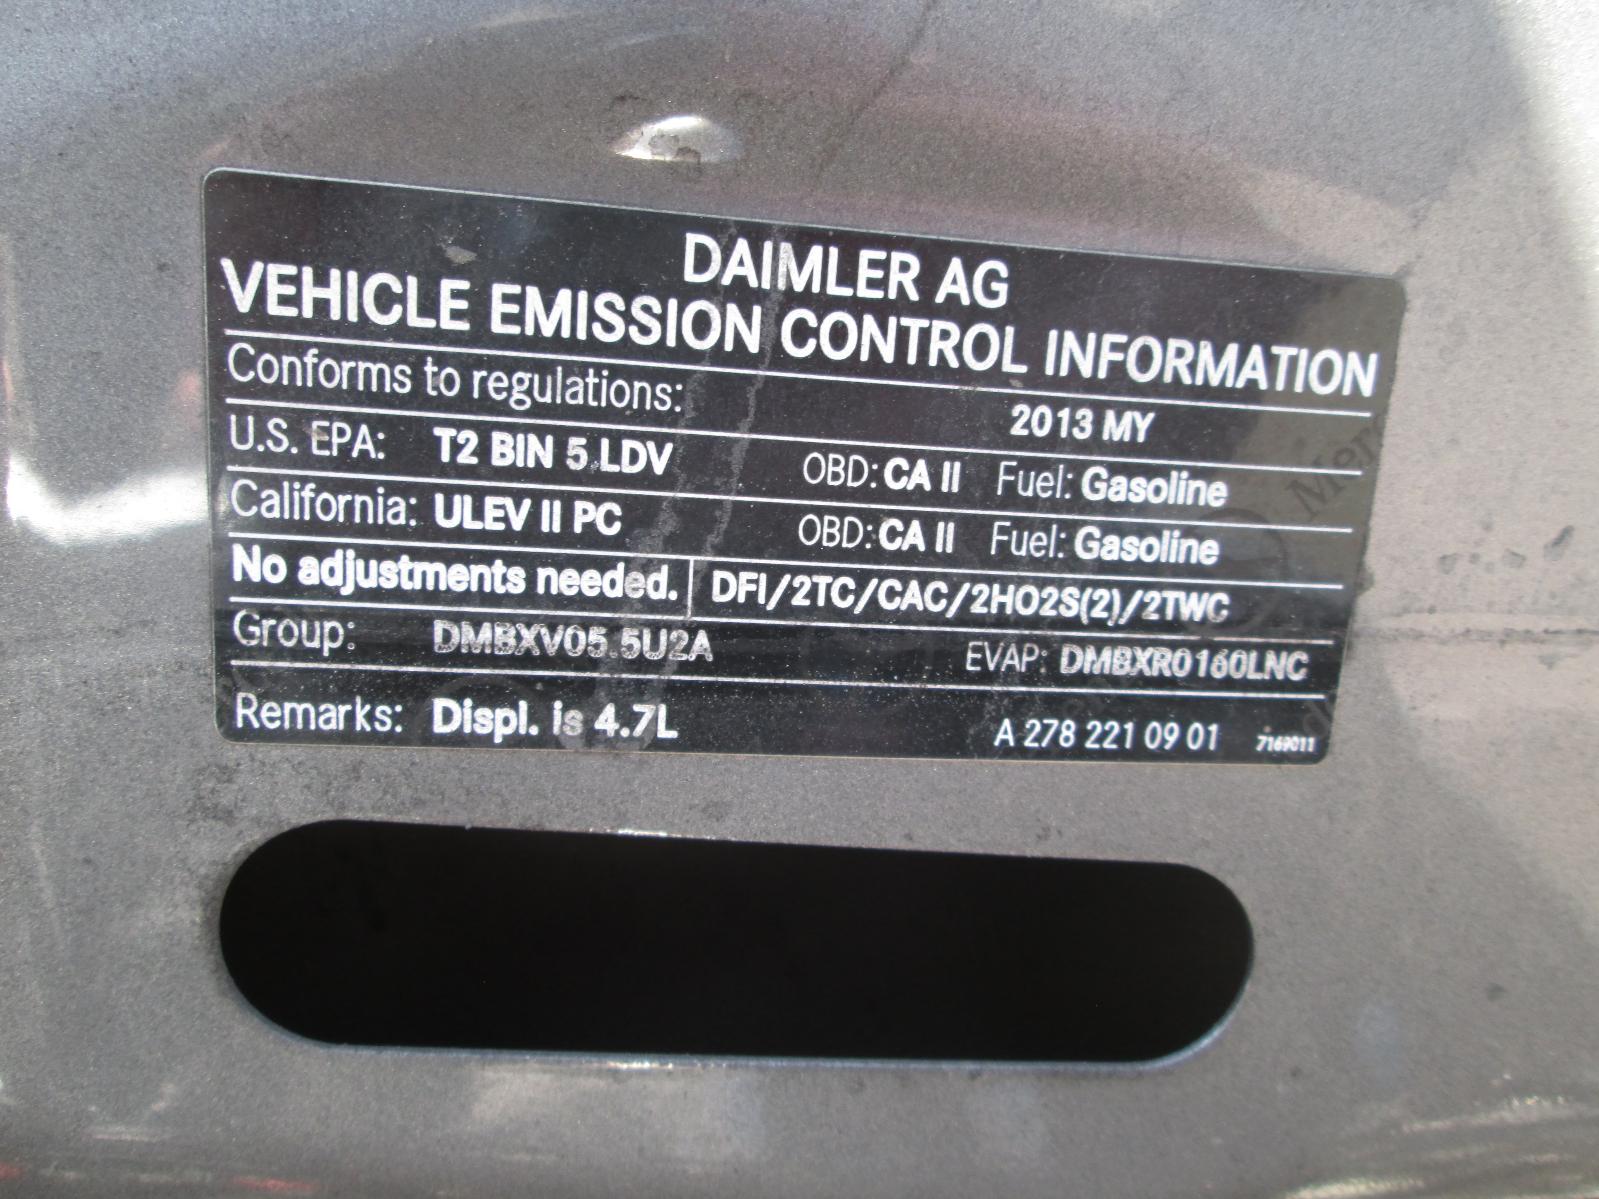 DAIMLER AG
VEHICLE EMISSION CONTROL INFORMATION
Conforms to regulations: 2013 MY
U.S. EPA: T2 BIN 5.LDV OBD: CA II Fuel: Gasoline
California: ULEV II PC OBD: CA II Fuel: Gasoline
No adjustments needed. DFI/2TC/CAC/2HO2S(2)/2TWC
Group: DMBXV05.5U2A EVAP: DMBXR0160LNC
Remarks: Displ. is 4.7L A 278 221 09 01 7169011